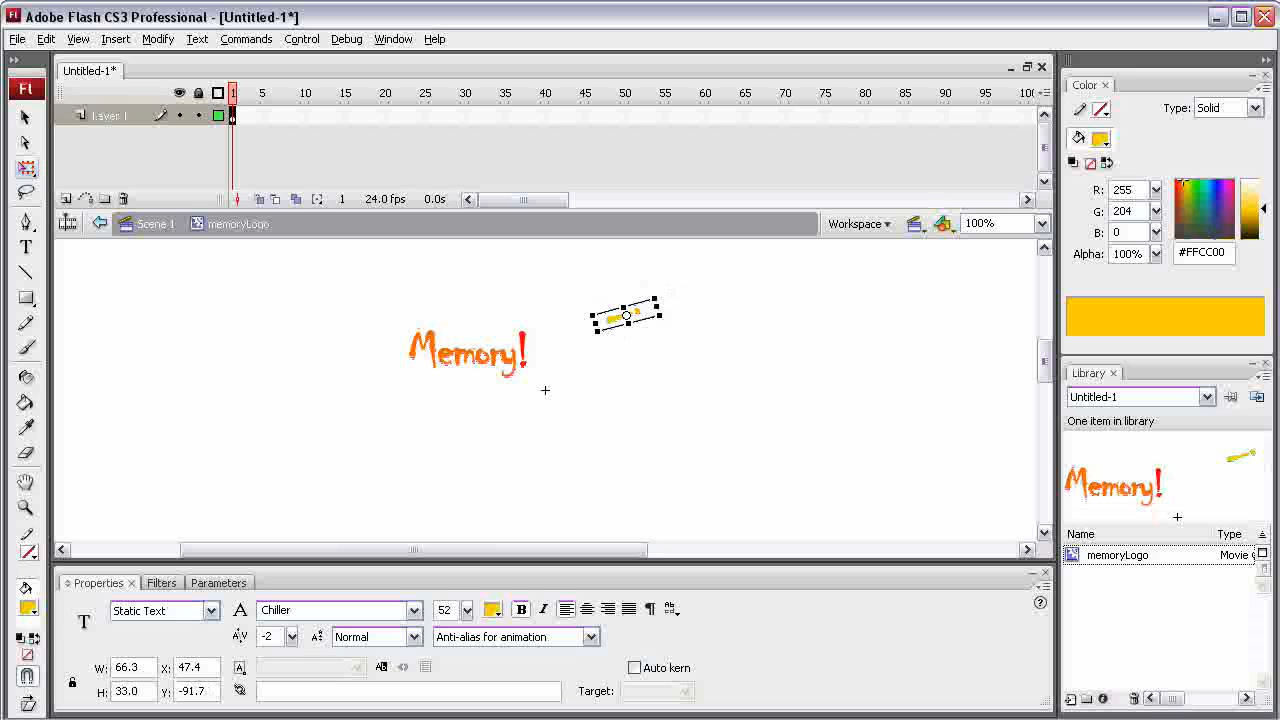 Adobe Flash CS3 Professional - [Untitled-1*]
File Edit View Insert Modify Text Commands Control Debug Window Help
Untitled-1*
Fl
1 5 10 15 20 25 30 35 40 45 50 55 60 65 70 75 80 85 90 95 100
Layer 1
1 24.0 fps 0.0s
Scene 1 memoryLogo Workspace 100%
Memory!
Properties × Filters Parameters
Static Text A Chiller 52 B I
T
A/V -2 Normal Anti-alias for animation
W: 66.3 X: 47.4 Auto kern
H: 33.0 Y: -91.7 Target:
Color ×
Type: Solid
R: 255
G: 204
B: 0
Alpha: 100% #FFCC00
Library ×
Untitled-1
One item in library
Memory!
Name Type
memoryLogo Movie